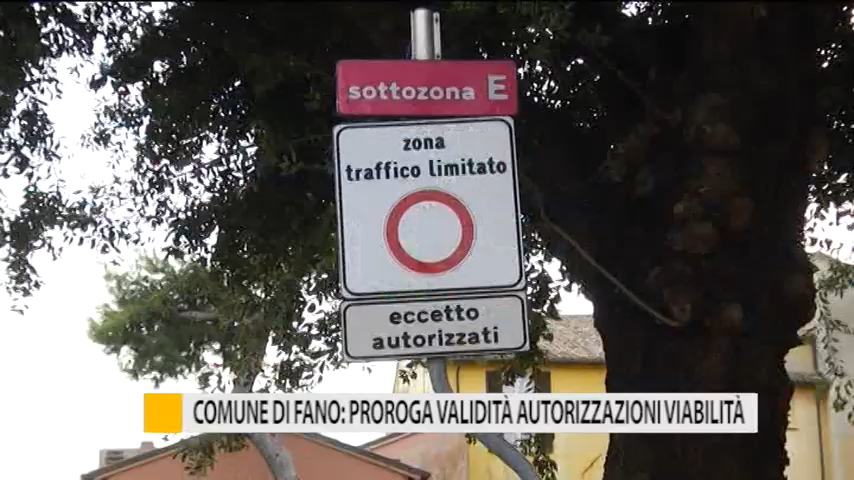 sottozona E
zona
traffico limitato
eccetto
autorizzati
COMUNE DI FANO: PROROGA VALIDITÀ AUTORIZZAZIONI VIABILITÀ